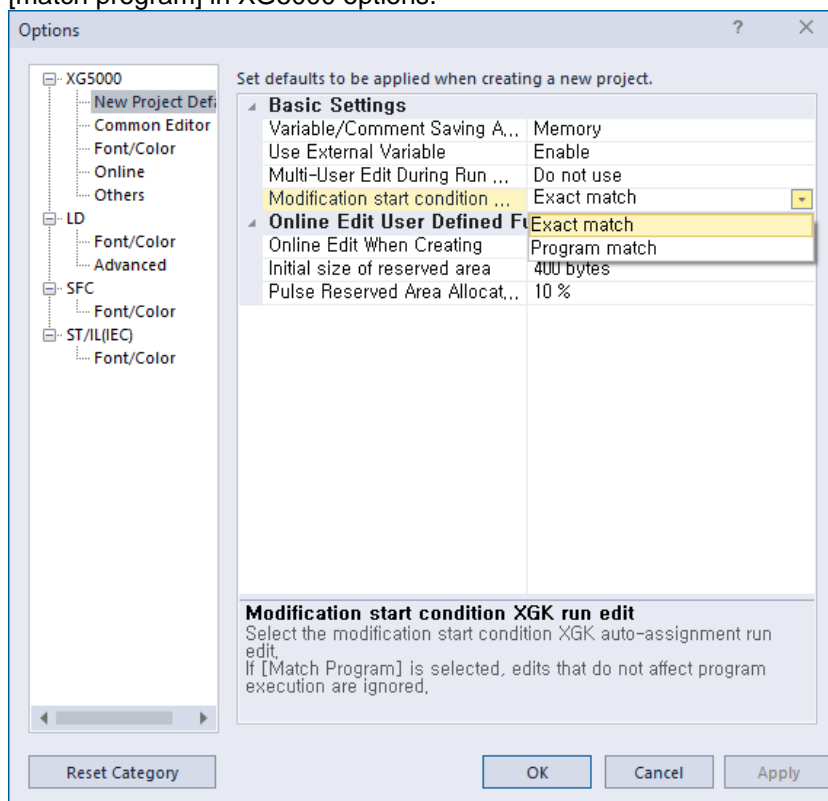 [match program] in XG5000 options.
Options
? ×
XG5000
New Project Defa
Common Editor
Font/Color
Online
Others
LD
Font/Color
Advanced
SFC
Font/Color
ST/IL(IEC)
Font/Color
Set defaults to be applied when creating a new project.
Basic Settings
Variable/Comment Saving A... Memory
Use External Variable Enable
Multi-User Edit During Run ... Do not use
Modification start condition ... Exact match
Exact match
Program match
Online Edit User Defined Fu
Online Edit When Creating
Initial size of reserved area 400 bytes
Pulse Reserved Area Allocat... 10 %
Modification start condition XGK run edit
Select the modification start condition XGK auto-assignment run
edit.
If [Match Program] is selected, edits that do not affect program
execution are ignored.
Reset Category
OK
Cancel
Apply